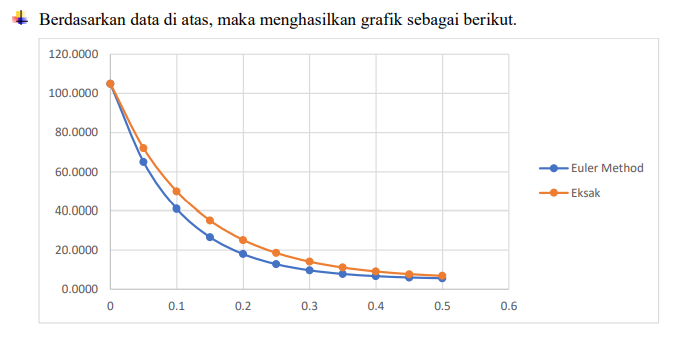 Berdasarkan data di atas, maka menghasilkan grafik sebagai berikut.
120.0000
100.0000
80.0000
60.0000
40.0000
20.0000
0.0000
0 0.1 0.2 0.3 0.4 0.5 0.6
Euler Method
Eksak